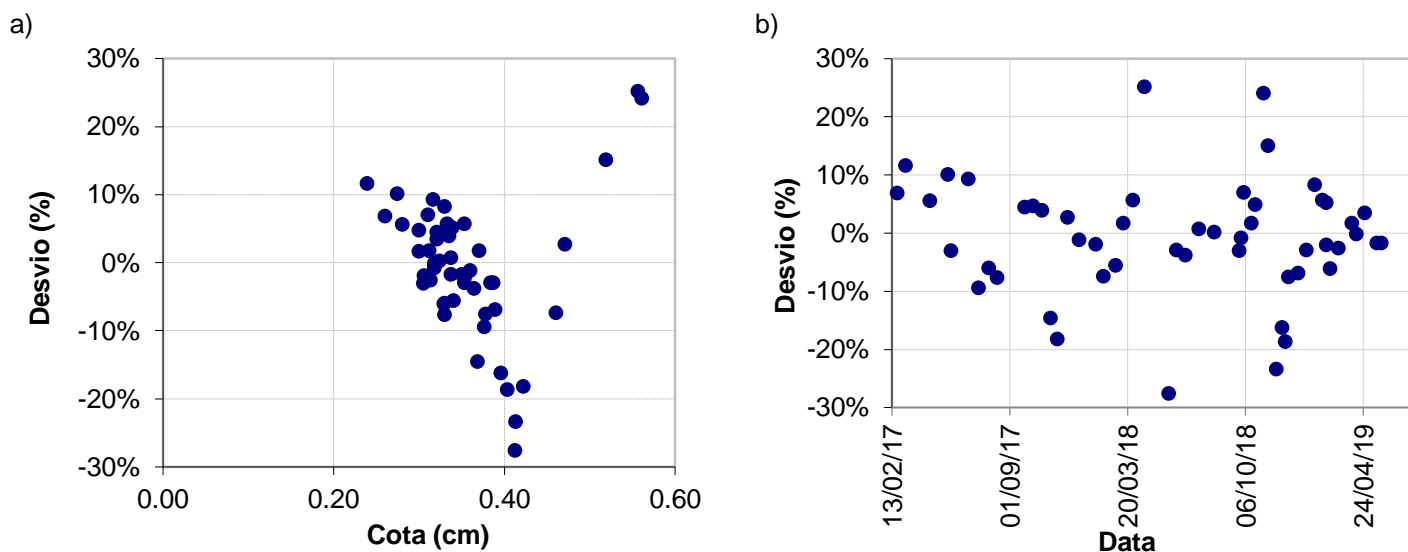 a)
30%
20%
10%
0%
-10%
-20%
-30%
Desvio (%)
0.00 0.20 0.40 0.60
Cota (cm)
b)
30%
20%
10%
0%
-10%
-20%
-30%
Desvio (%)
13/02/17
01/09/17
20/03/18
06/10/18
24/04/19
Data